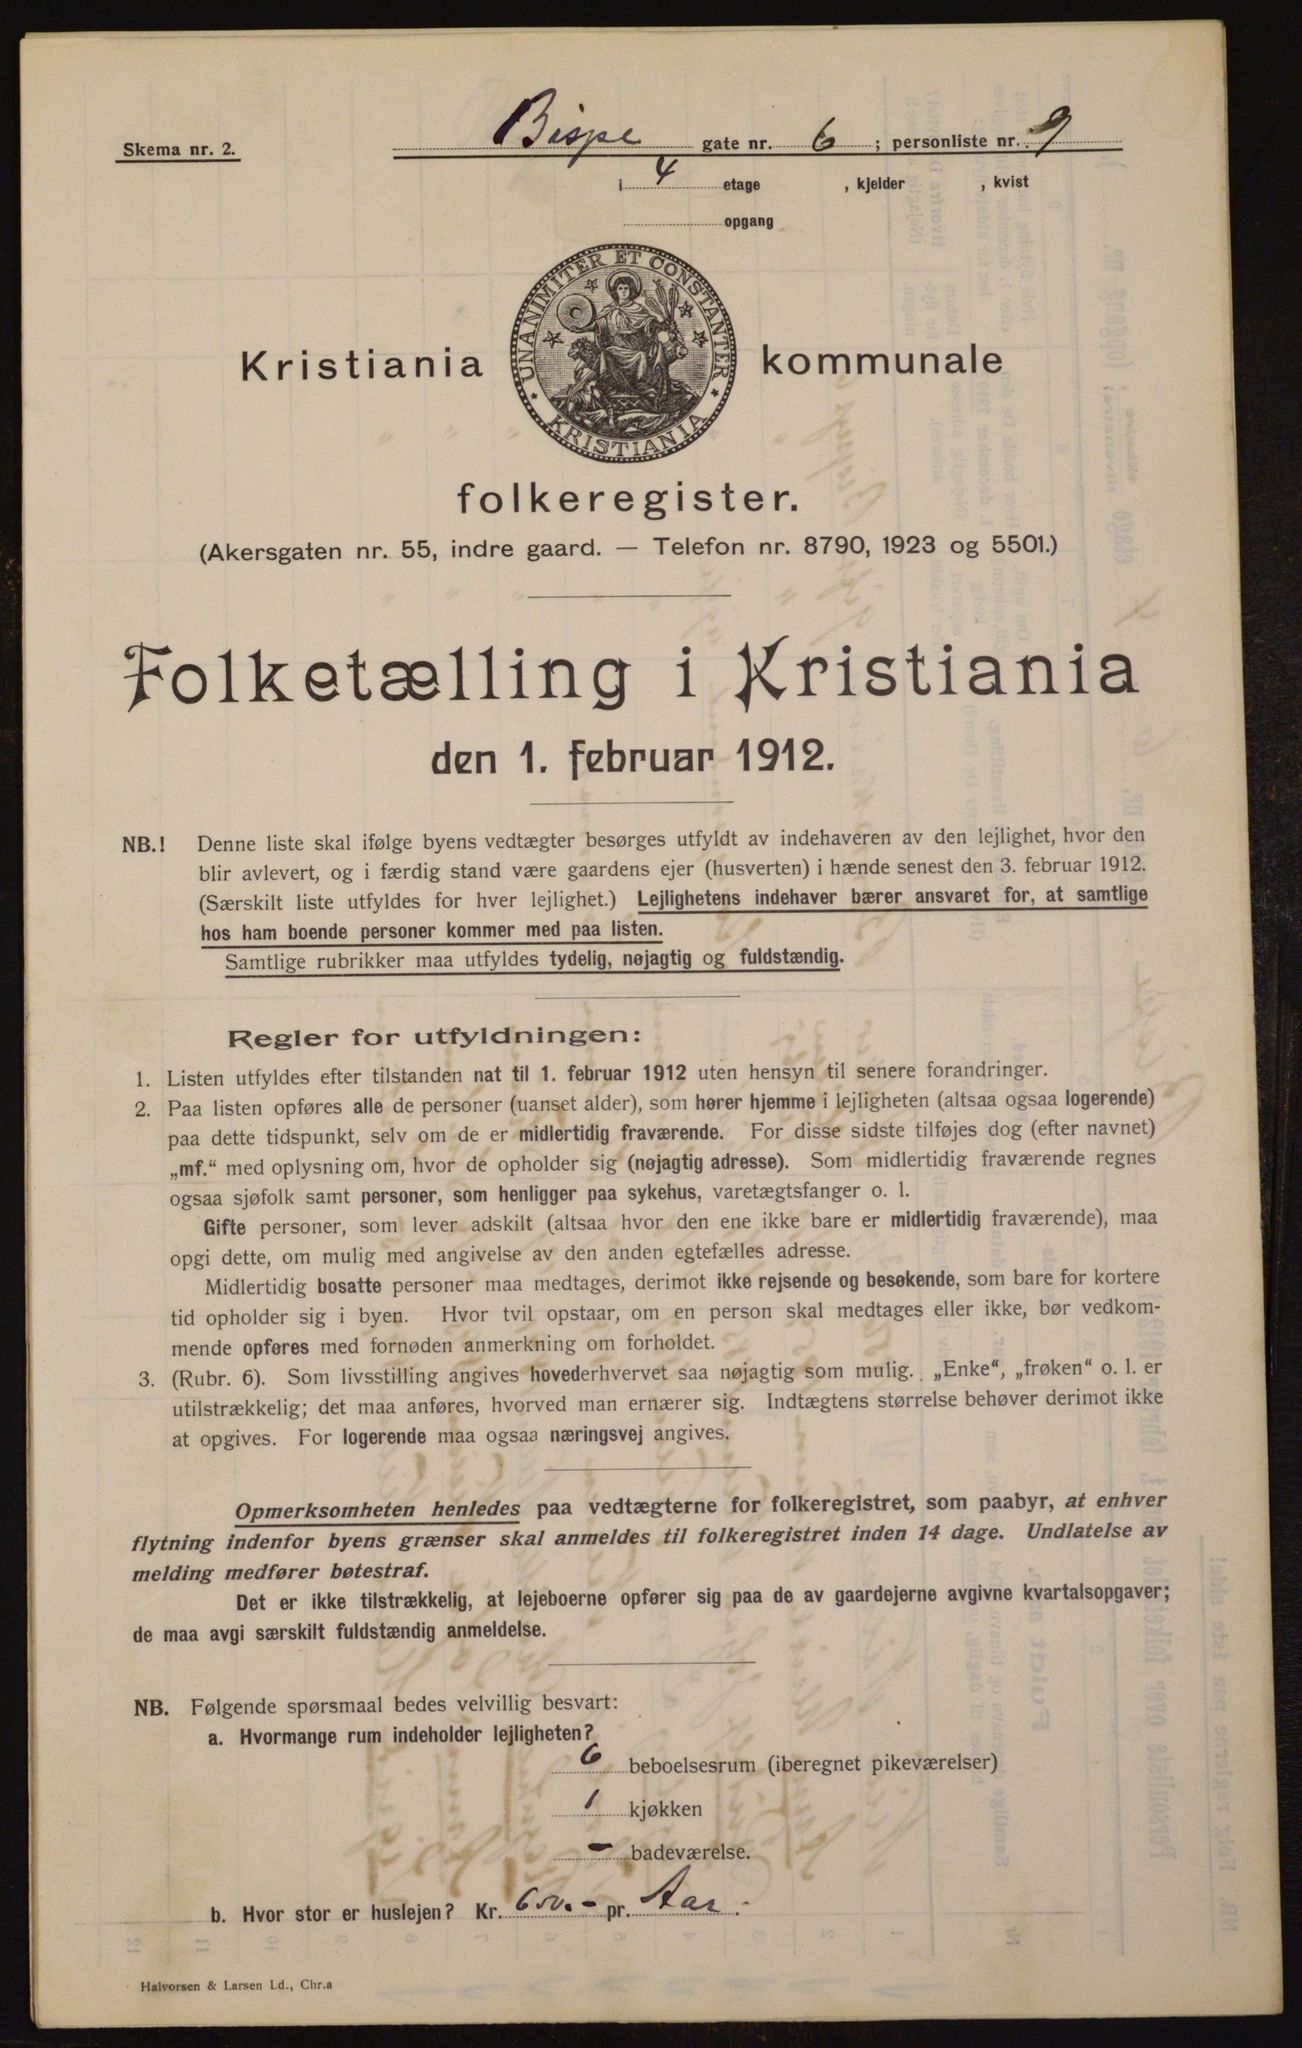 Skema nr. 2.
Bispe gate nr. 6 ; personliste nr. 9
i 4 etage , kjelder , kvist
opgang
UNANIMITER ET CONSTANTER
KRISTIANIA
Kristiania kommunale
folkeregister.
(Akersgaten nr. 55, indre gaard. — Telefon nr. 8790, 1923 og 5501.)
Folketælling i Kristiania
den 1. februar 1912.
NB.! Denne liste skal ifølge byens vedtægter besørges utfyldt av indehaveren av den lejlighet, hvor den
blir avlevert, og i færdig stand være gaardens ejer (husverten) i hænde senest den 3. februar 1912.
(Særskilt liste utfyldes for hver lejlighet.) Lejlighetens indehaver bærer ansvaret for, at samtlige
hos ham boende personer kommer med paa listen.
Samtlige rubrikker maa utfyldes tydelig, nøjagtig og fuldstændig.
Regler for utfyldningen:
1. Listen utfyldes efter tilstanden nat til 1. februar 1912 uten hensyn til senere forandringer.
2. Paa listen opføres alle de personer (uanset alder), som hører hjemme i lejligheten (altsaa ogsaa logerende)
paa dette tidspunkt, selv om de er midlertidig fraværende. For disse sidste tilføjes dog (efter navnet)
„mf.“ med oplysning om, hvor de opholder sig (nøjagtig adresse). Som midlertidig fraværende regnes
ogsaa sjøfolk samt personer, som henligger paa sykehus, varetægtsfanger o. l.
Gifte personer, som lever adskilt (altsaa hvor den ene ikke bare er midlertidig fraværende), maa
opgi dette, om mulig med angivelse av den anden egtefælles adresse.
Midlertidig bosatte personer maa medtages, derimot ikke rejsende og besøkende, som bare for kortere
tid opholder sig i byen. Hvor tvil opstaar, om en person skal medtages eller ikke, bør vedkom-
mende opføres med fornøden anmerkning om forholdet.
3. (Rubr. 6). Som livsstilling angives hovederhvervet saa nøjagtig som mulig. „Enke“, „frøken“ o. l. er
utilstrækkelig; det maa anføres, hvorved man ernærer sig. Indtægtens størrelse behøver derimot ikke
at opgives. For logerende maa ogsaa næringsvej angives.
Opmerksomheten henledes paa vedtægterne for folkeregistret, som paabyr, at enhver
flytning indenfor byens grænser skal anmeldes til folkeregistret inden 14 dage. Undlatelse av
melding medfører bøtestraf.
Det er ikke tilstrækkelig, at lejeboerne opfører sig paa de av gaardejerne avgivne kvartalsopgaver;
de maa avgi særskilt fuldstændig anmeldelse.
NB. Følgende spørsmaal bedes velvillig besvart:
a. Hvormange rum indeholder lejligheten?
6 beboelsesrum (iberegnet pikeværelser)
1 kjøkken
– badeværelse.
b. Hvor stor er huslejen? Kr. 650.– pr. Aar.
Halvorsen & Larsen Ld., Chr.a